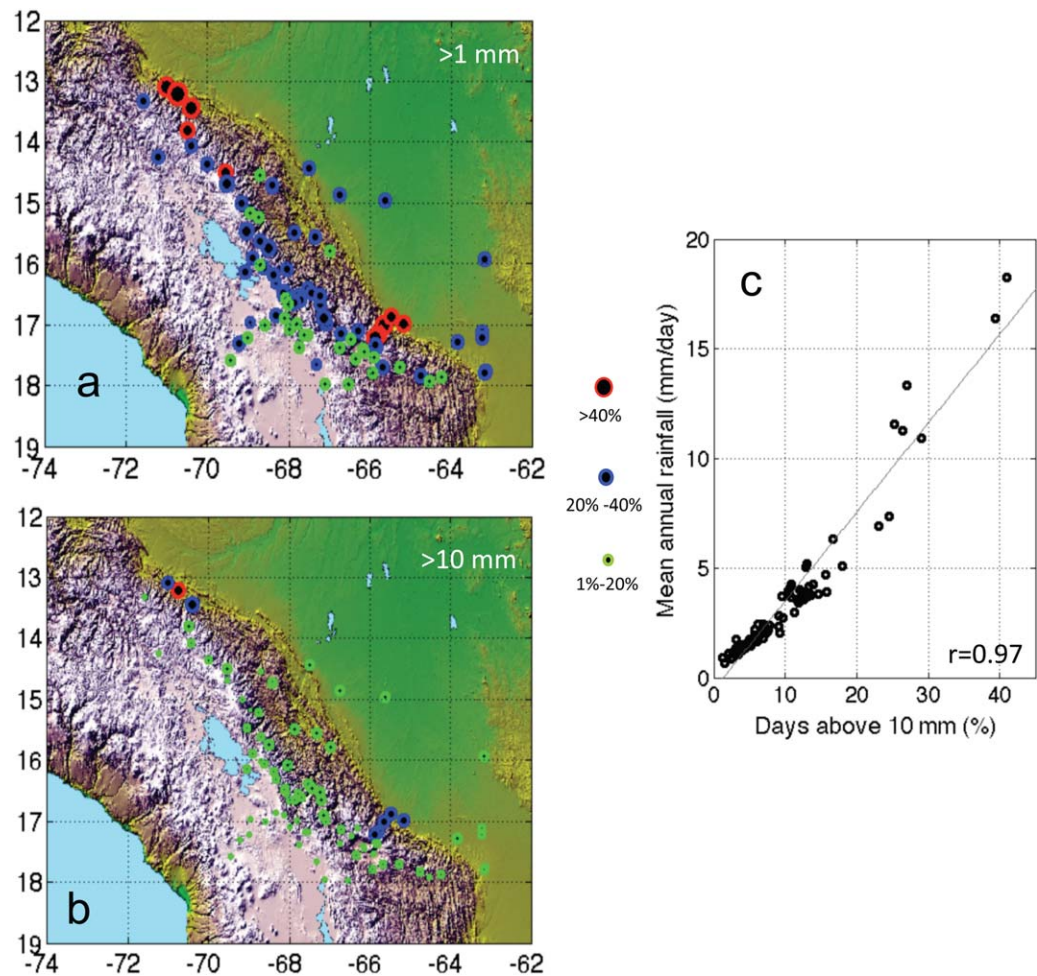 12
13
14
15
16
17
18
19
-74 -72 -70 -68 -66 -64 -62
>1 mm
a
12
13
14
15
16
17
18
19
-74 -72 -70 -68 -66 -64 -62
>10 mm
b
>40%
20% -40%
1%-20%
20
15
10
5
0
0 10 20 30 40
Mean annual rainfall (mm/day)
Days above 10 mm (%)
c
r=0.97